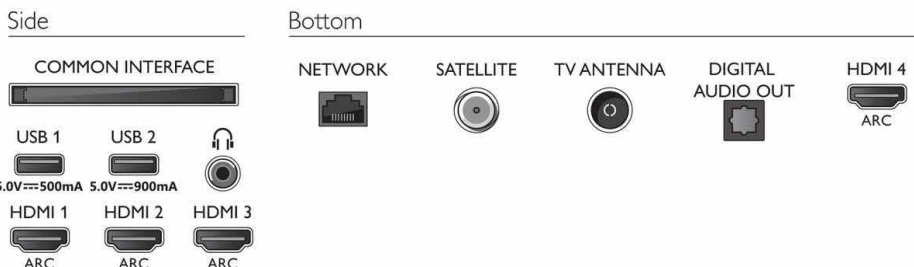 Side
COMMON INTERFACE
USB 1 USB 2
5.0V⎓500mA 5.0V⎓900mA
HDMI 1 HDMI 2 HDMI 3
ARC ARC ARC
Bottom
NETWORK SATELLITE TV ANTENNA DIGITAL AUDIO OUT HDMI 4
ARC